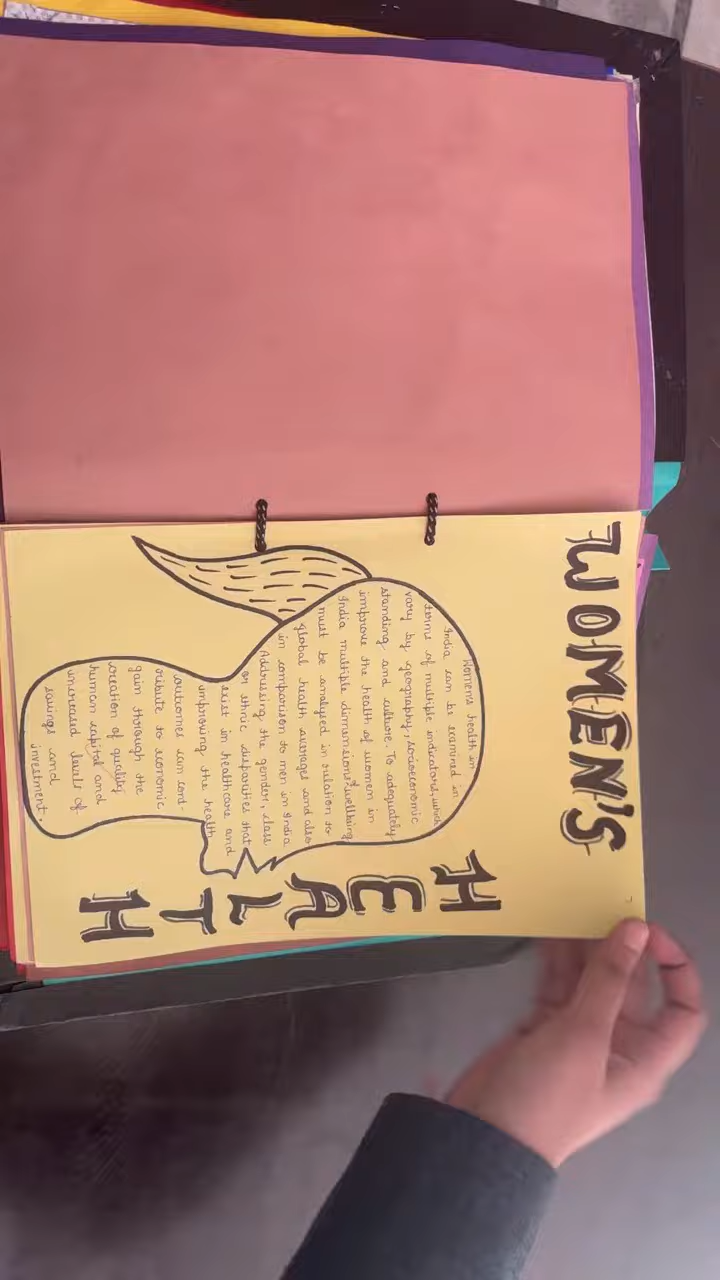 WOMEN'S
HEALTH
Women's health in
India can be examined in
terms of multiple indicators, which
vary by geography, socioeconomic
standing and culture. To adequately
improve the health of women in
India multiple dimensions of wellbeing
must be analysed in relation to
global health averages and also
in comparison to men in India
Addressing the gender, class
or ethnic disparities that
exist in healthcare and
improving the health
outcomes can cont-
ribute to economic
gain through the
creation of quality
human capital and
increased levels of
savings and
investment.